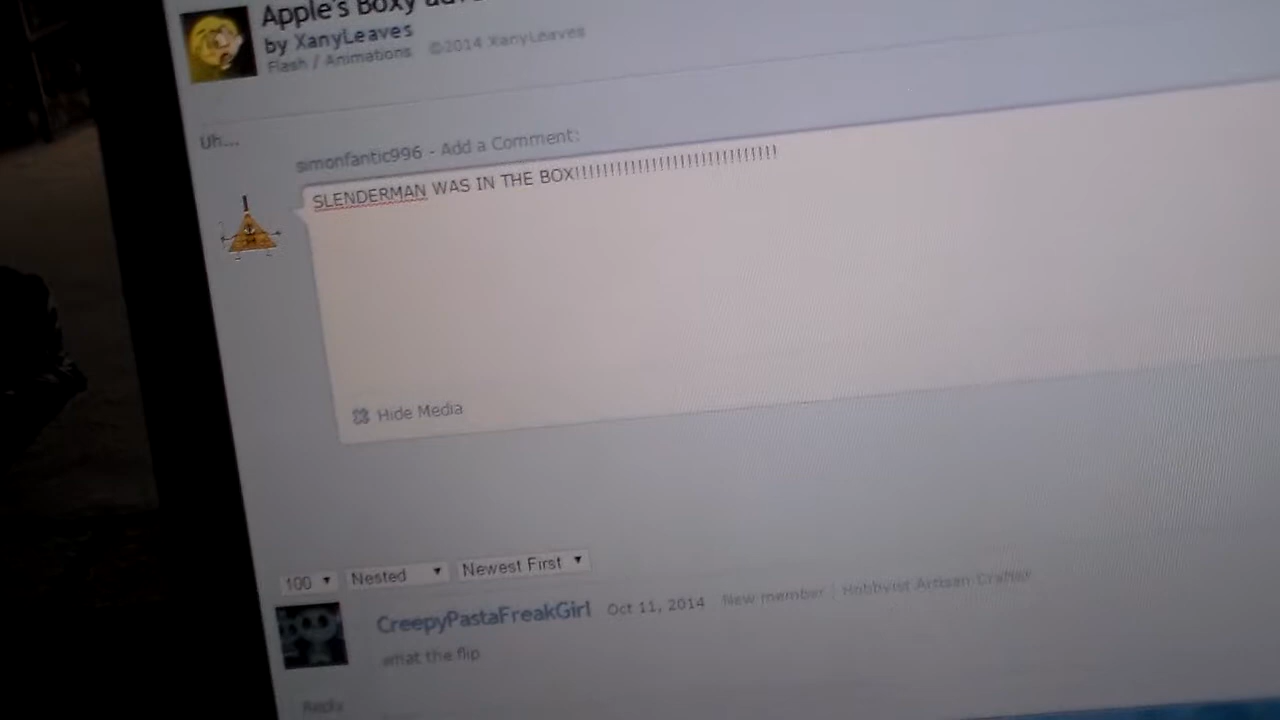 Apple's Boxy
by XanyLeaves
Flash / Animations ©2014 XanyLeaves
Uh...
simonfantic996 - Add a Comment:
SLENDERMAN WAS IN THE BOX!!!!!!!!!!!!!!!!!!!!!!!!!!!!!!
Hide Media
100 Nested Newest First
CreepyPastaFreakGirl Oct 11, 2014 New member | Hobbyist Artisan Crafter
what the flip
Reply